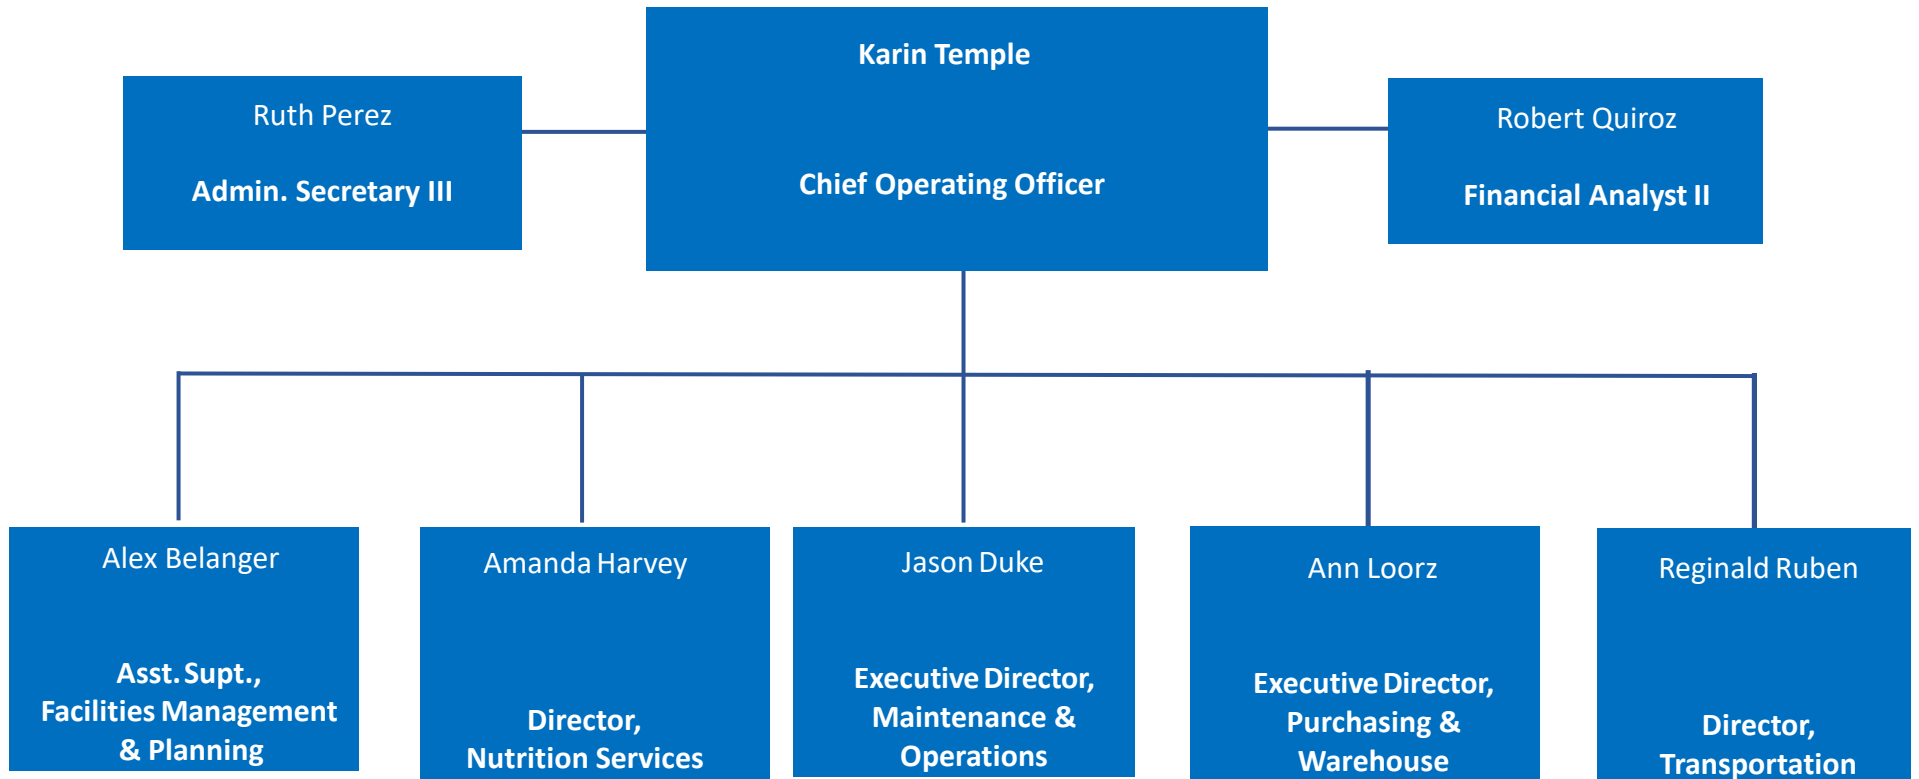 Karin Temple
Chief Operating Officer
Ruth Perez
Admin. Secretary III
Robert Quiroz
Financial Analyst II
Alex Belanger
Asst. Supt.,
Facilities Management
& Planning
Amanda Harvey
Director,
Nutrition Services
Jason Duke
Executive Director,
Maintenance &
Operations
Ann Loorz
Executive Director,
Purchasing &
Warehouse
Reginald Ruben
Director,
Transportation